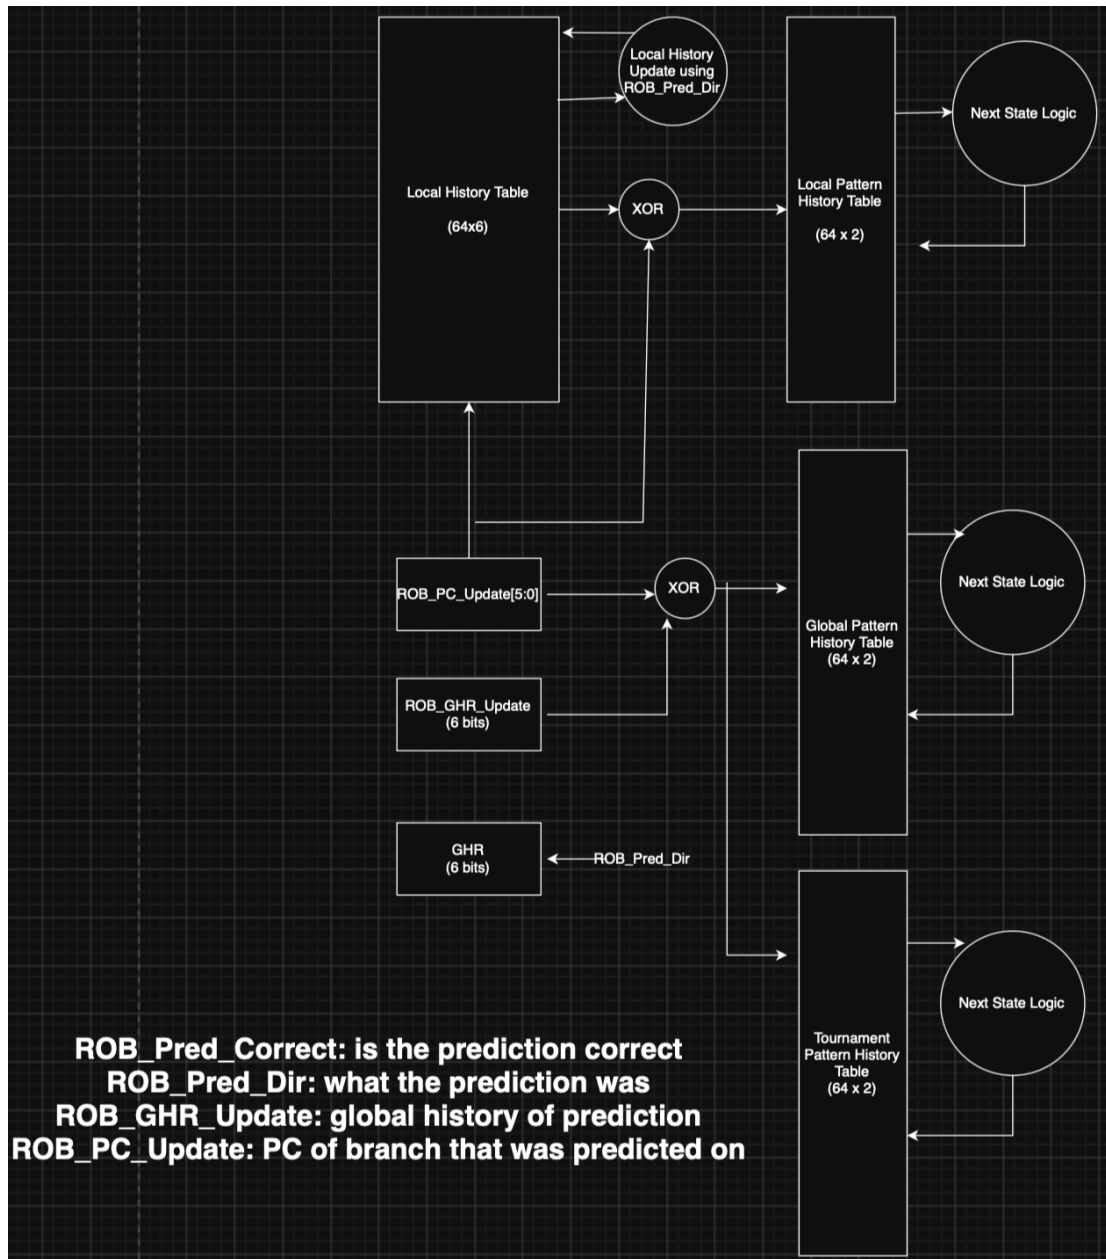 Local History
Update using
ROB_Pred_Dir
Next State Logic
Local History Table
(64x6)
XOR
Local Pattern
History Table
(64 x 2)
ROB_PC_Update[5:0]
XOR
Next State Logic
Global Pattern
History Table
(64 x 2)
ROB_GHR_Update
(6 bits)
GHR
(6 bits)
ROB_Pred_Dir
Next State Logic
Tournament
Pattern History
Table
(64 x 2)
ROB_Pred_Correct: is the prediction correct
ROB_Pred_Dir: what the prediction was
ROB_GHR_Update: global history of prediction
ROB_PC_Update: PC of branch that was predicted on